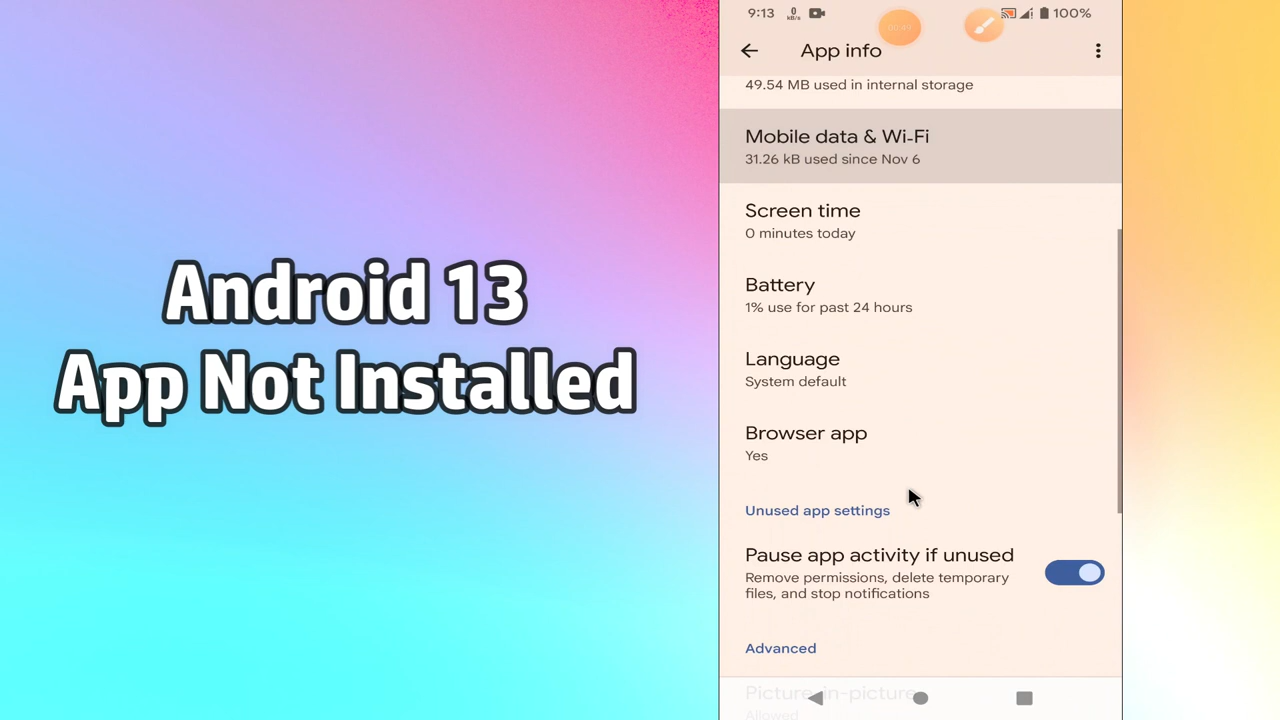 Android 13
App Not Installed
9:13
0
kB/s
100%
App info
49.54 MB used in internal storage
Mobile data & Wi-Fi
31.26 kB used since Nov 6
Screen time
0 minutes today
Battery
1% use for past 24 hours
Language
System default
Browser app
Yes
Unused app settings
Pause app activity if unused
Remove permissions, delete temporary
files, and stop notifications
Advanced
Picture-in-picture
Allowed